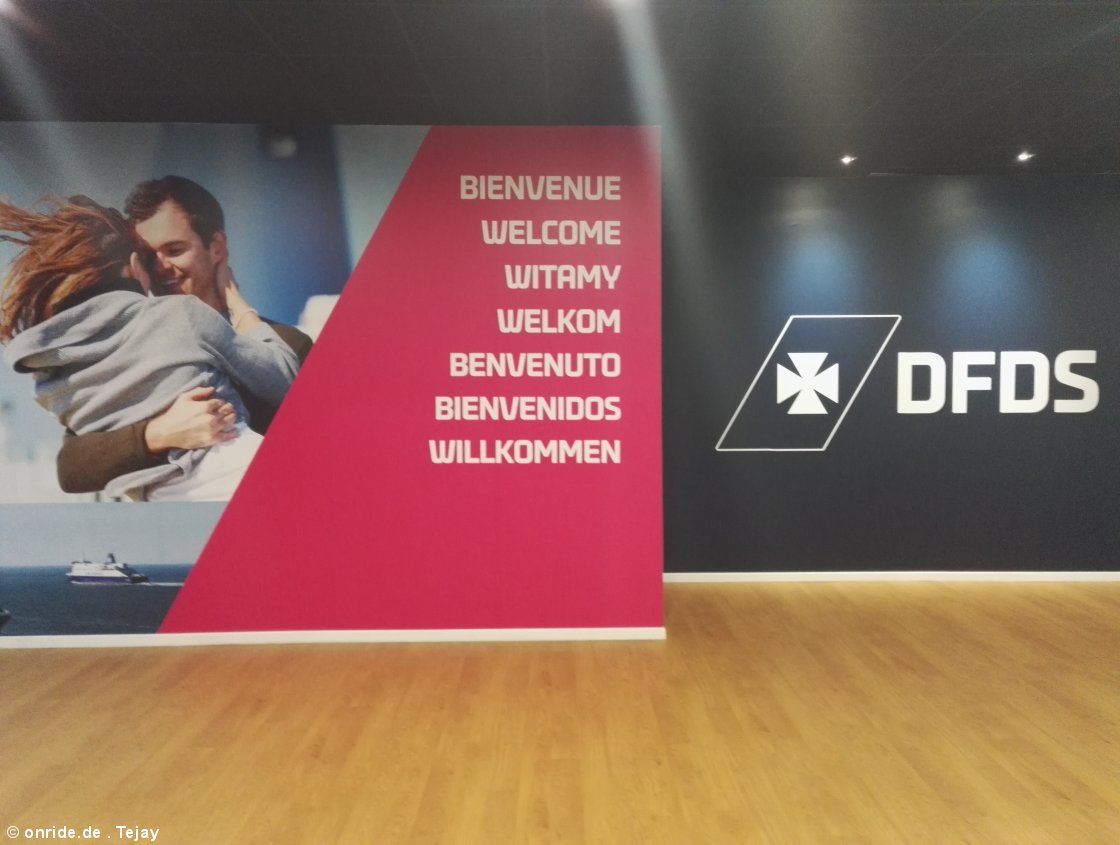 BIENVENUE
WELCOME
WITAMY
WELKOM
BENVENUTO
BIENVENIDOS
WILLKOMMEN
DFDS
© onride.de . Tejay